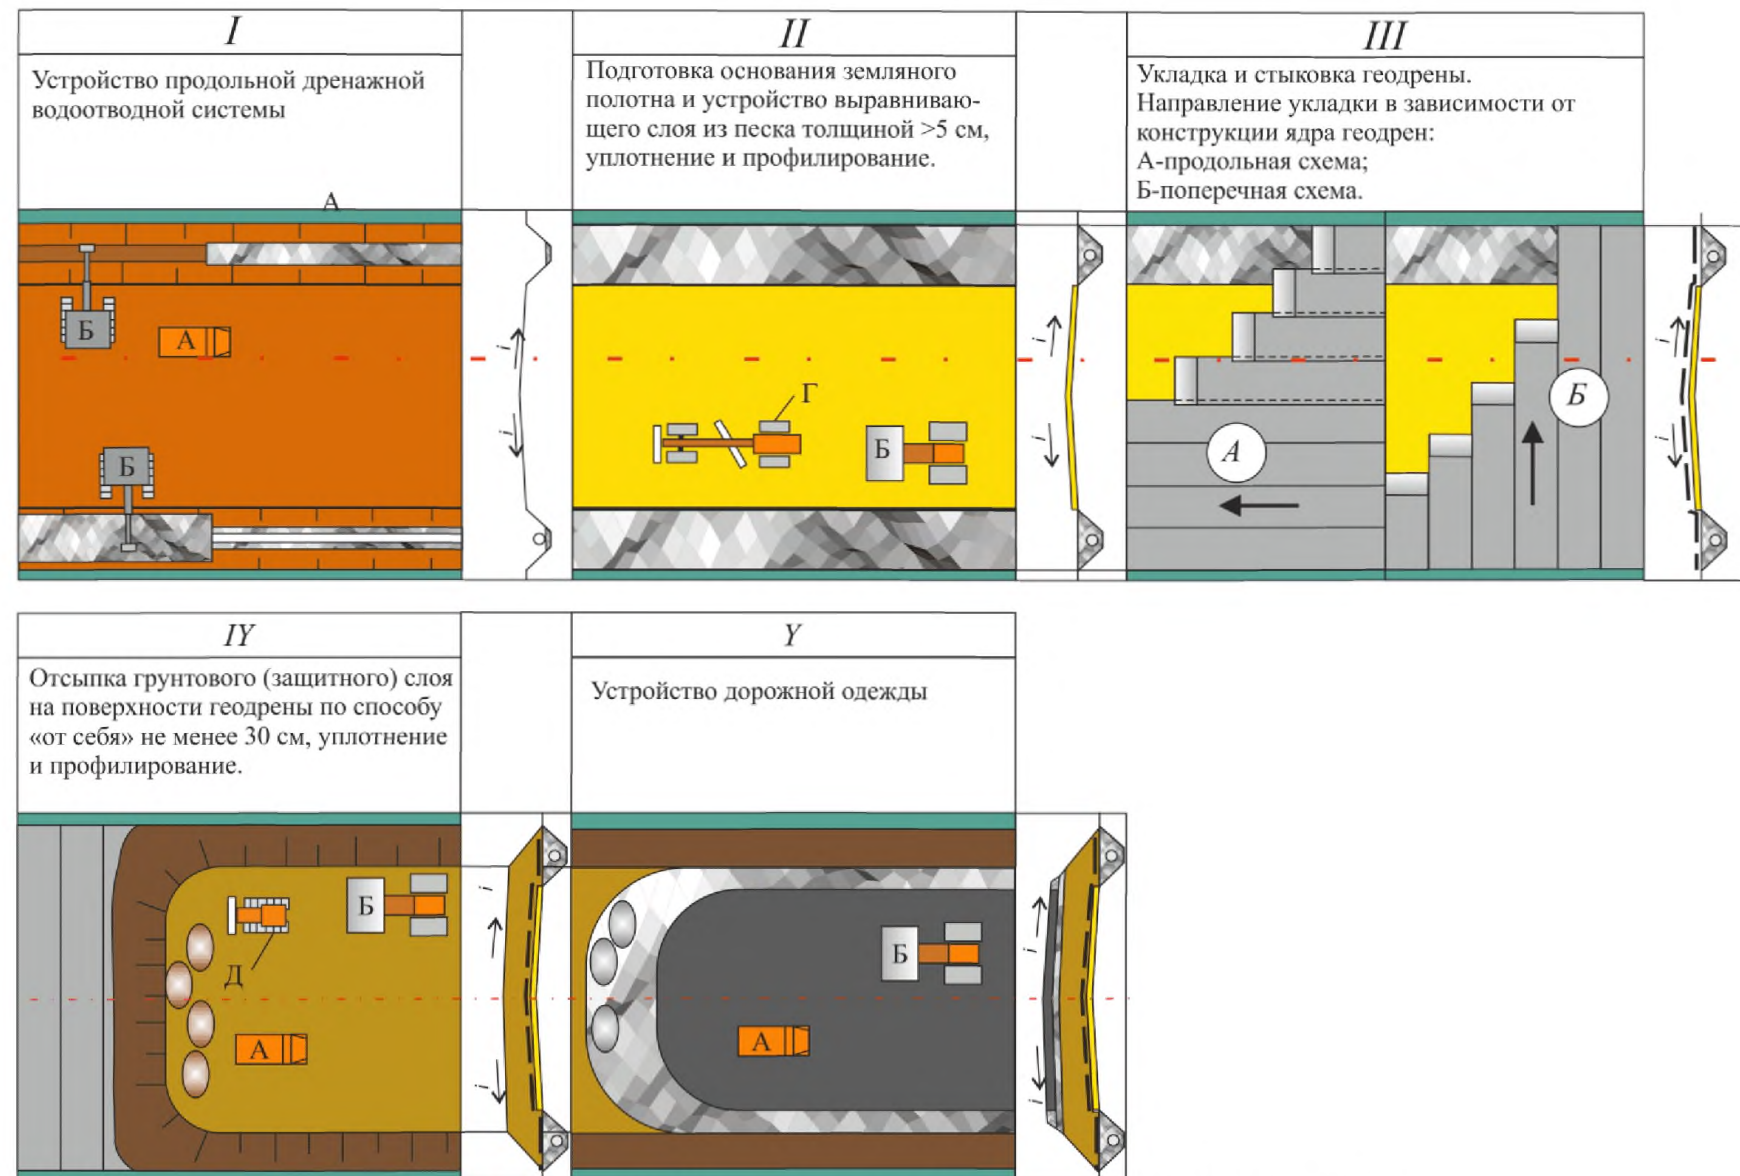 I
Устройство продольной дренажной
водоотводной системы
А
Б
А
Б
i
i
II
Подготовка основания земляного
полотна и устройство выравниваю-
щего слоя из песка толщиной >5 см,
уплотнение и профилирование.
Г
Б
i
i
III
Укладка и стыковка геодрены.
Направление укладки в зависимости от
конструкции ядра геодрен:
А-продольная схема;
Б-поперечная схема.
А
Б
i
i
IY
Отсыпка грунтового (защитного) слоя
на поверхности геодрены по способу
«от себя» не менее 30 см, уплотнение
и профилирование.
Б
Д
А
i
i
Y
Устройство дорожной одежды
Б
А
i
i